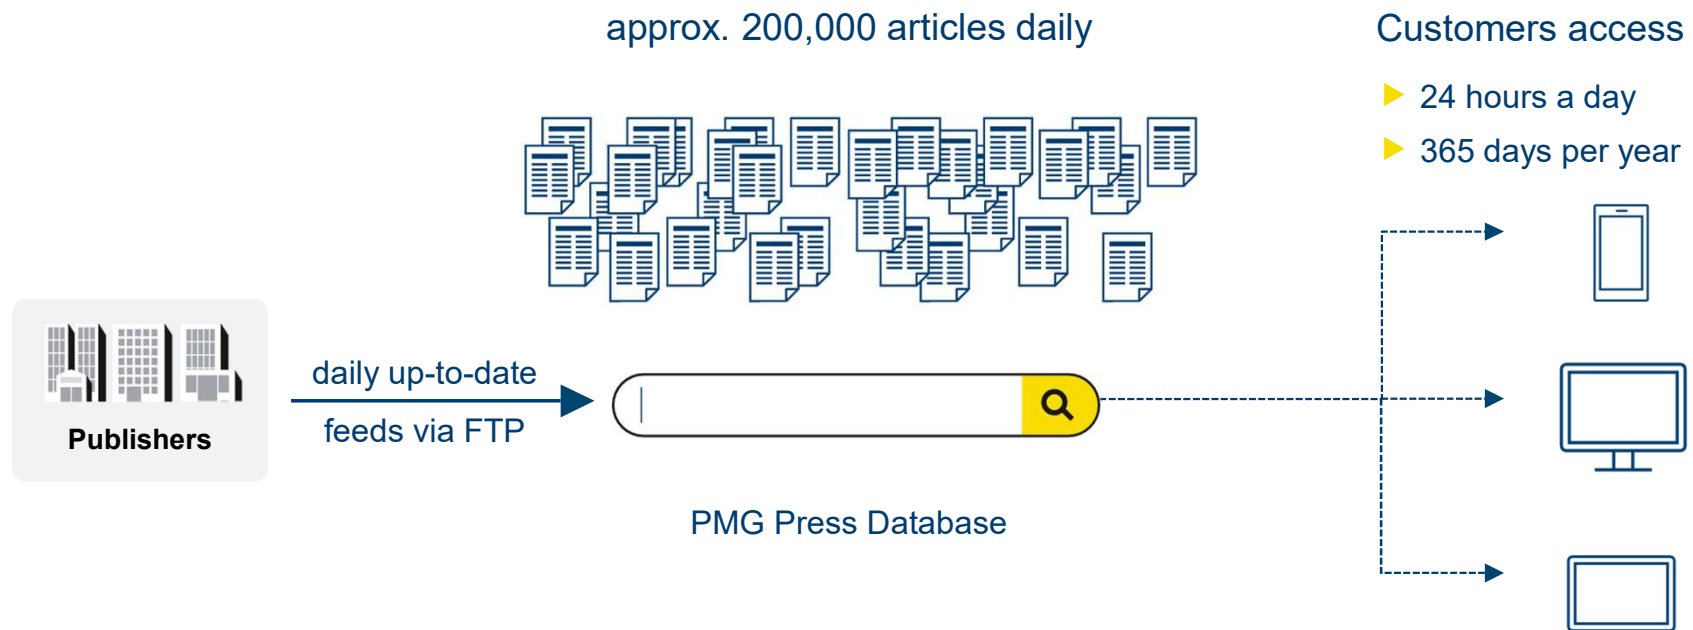 approx. 200,000 articles daily
Customers access
24 hours a day
365 days per year
Publishers
daily up-to-date
feeds via FTP
PMG Press Database